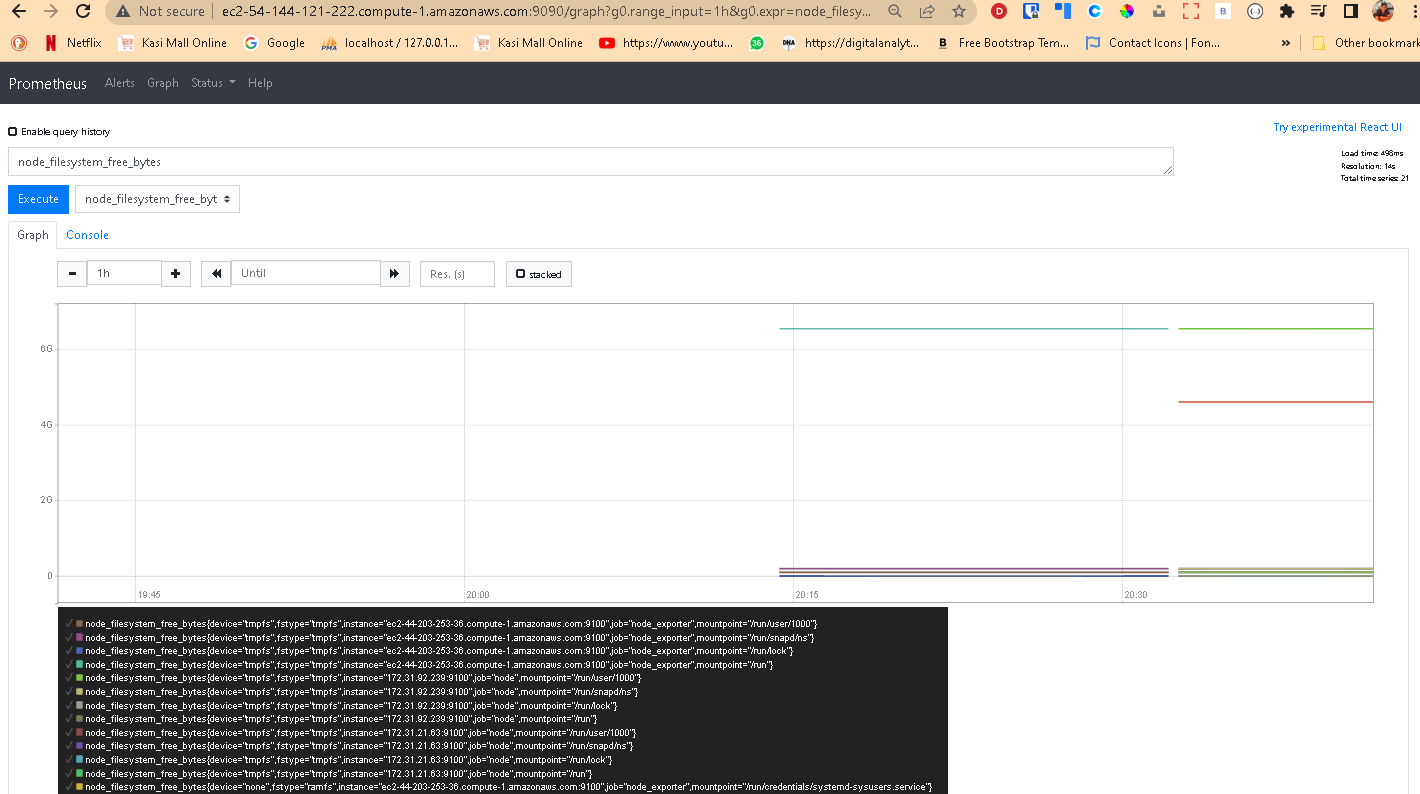 Not secure ec2-54-144-121-222.compute-1.amazonaws.com:9090/graph?g0.range_input=1h&g0.expr=node_filesy...
Netflix Kasi Mall Online Google localhost / 127.0.0.1... Kasi Mall Online https://www.youtu... 36 DNA https://digitalanalyt... B Free Bootstrap Tem... Contact Icons | Fon... » Other bookmark
Prometheus Alerts Graph Status Help
Enable query history
Try experimental React UI
node_filesystem_free_bytes
Load time: 498ms
Resolution: 14s
Total time series: 21
Execute node_filesystem_free_byt
Graph Console
1h Until Res. (s) stacked
6G
4G
2G
0
19:45 20:00 20:15 20:30
node_filesystem_free_bytes{device="tmpfs",fstype="tmpfs",instance="ec2-44-203-253-36.compute-1.amazonaws.com:9100",job="node_exporter",mountpoint="/run/user/1000"}
node_filesystem_free_bytes{device="tmpfs",fstype="tmpfs",instance="ec2-44-203-253-36.compute-1.amazonaws.com:9100",job="node_exporter",mountpoint="/run/snapd/ns"}
node_filesystem_free_bytes{device="tmpfs",fstype="tmpfs",instance="ec2-44-203-253-36.compute-1.amazonaws.com:9100",job="node_exporter",mountpoint="/run/lock"}
node_filesystem_free_bytes{device="tmpfs",fstype="tmpfs",instance="ec2-44-203-253-36.compute-1.amazonaws.com:9100",job="node_exporter",mountpoint="/run"}
node_filesystem_free_bytes{device="tmpfs",fstype="tmpfs",instance="172.31.92.239:9100",job="node",mountpoint="/run/user/1000"}
node_filesystem_free_bytes{device="tmpfs",fstype="tmpfs",instance="172.31.92.239:9100",job="node",mountpoint="/run/snapd/ns"}
node_filesystem_free_bytes{device="tmpfs",fstype="tmpfs",instance="172.31.92.239:9100",job="node",mountpoint="/run/lock"}
node_filesystem_free_bytes{device="tmpfs",fstype="tmpfs",instance="172.31.92.239:9100",job="node",mountpoint="/run"}
node_filesystem_free_bytes{device="tmpfs",fstype="tmpfs",instance="172.31.21.63:9100",job="node",mountpoint="/run/user/1000"}
node_filesystem_free_bytes{device="tmpfs",fstype="tmpfs",instance="172.31.21.63:9100",job="node",mountpoint="/run/snapd/ns"}
node_filesystem_free_bytes{device="tmpfs",fstype="tmpfs",instance="172.31.21.63:9100",job="node",mountpoint="/run/lock"}
node_filesystem_free_bytes{device="tmpfs",fstype="tmpfs",instance="172.31.21.63:9100",job="node",mountpoint="/run"}
node_filesystem_free_bytes{device="none",fstype="ramfs",instance="ec2-44-203-253-36.compute-1.amazonaws.com:9100",job="node_exporter",mountpoint="/run/credentials/systemd-sysusers.service"}